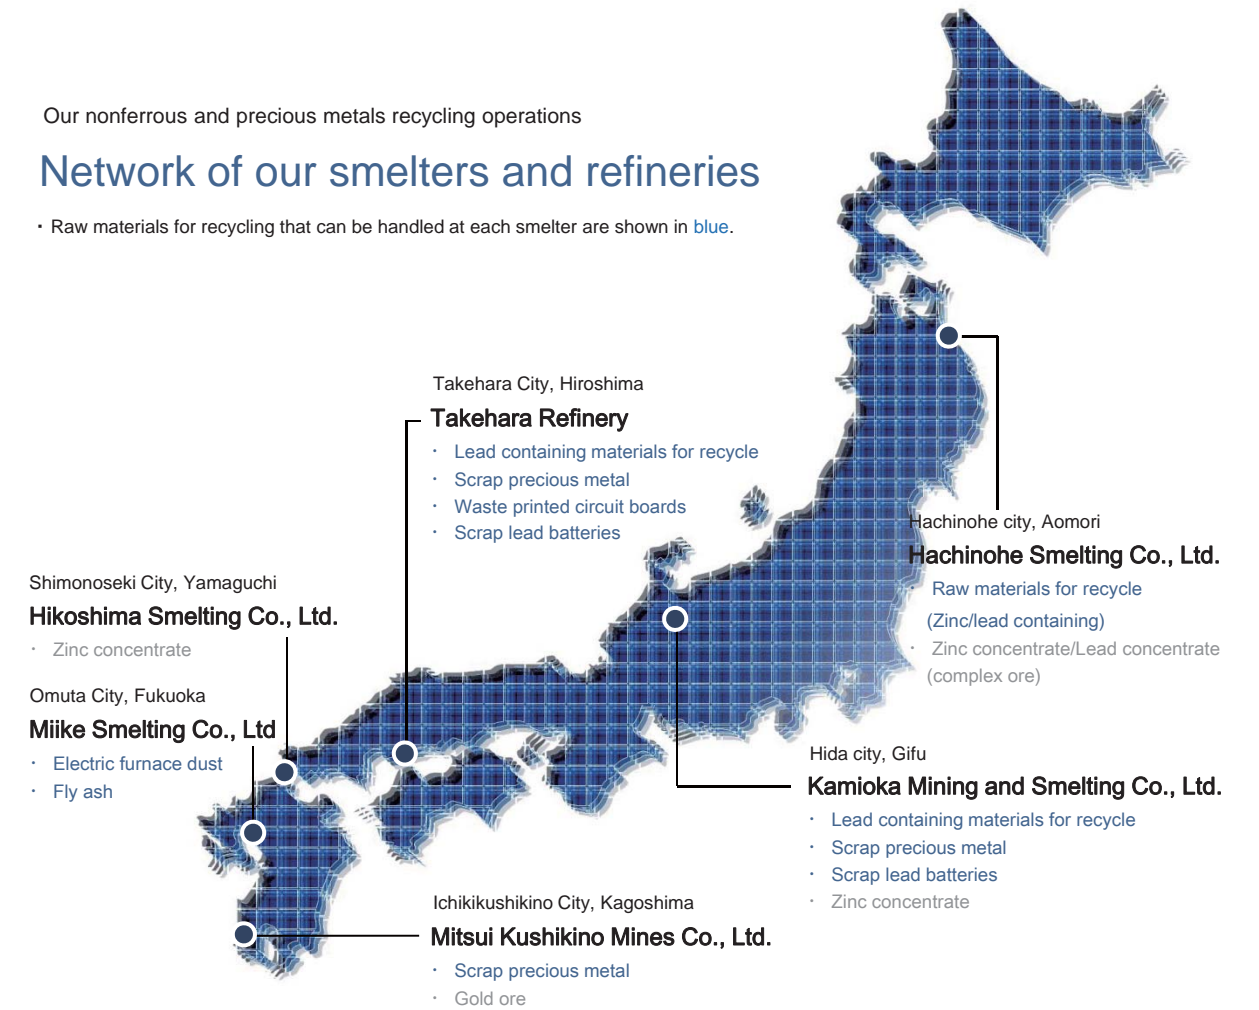 Our nonferrous and precious metals recycling operations
Network of our smelters and refineries
・Raw materials for recycling that can be handled at each smelter are shown in blue.
Takehara City, Hiroshima
Takehara Refinery
・ Lead containing materials for recycle
・ Scrap precious metal
・ Waste printed circuit boards
・ Scrap lead batteries
Hachinohe city, Aomori
Hachinohe Smelting Co., Ltd.
・ Raw materials for recycle
(Zinc/lead containing)
・ Zinc concentrate/Lead concentrate
(complex ore)
Shimonoseki City, Yamaguchi
Hikoshima Smelting Co., Ltd.
・ Zinc concentrate
Omuta City, Fukuoka
Miike Smelting Co., Ltd
・ Electric furnace dust
・ Fly ash
Hida city, Gifu
Kamioka Mining and Smelting Co., Ltd.
・ Lead containing materials for recycle
・ Scrap precious metal
・ Scrap lead batteries
・ Zinc concentrate
Ichikikushikino City, Kagoshima
Mitsui Kushikino Mines Co., Ltd.
・ Scrap precious metal
・ Gold ore